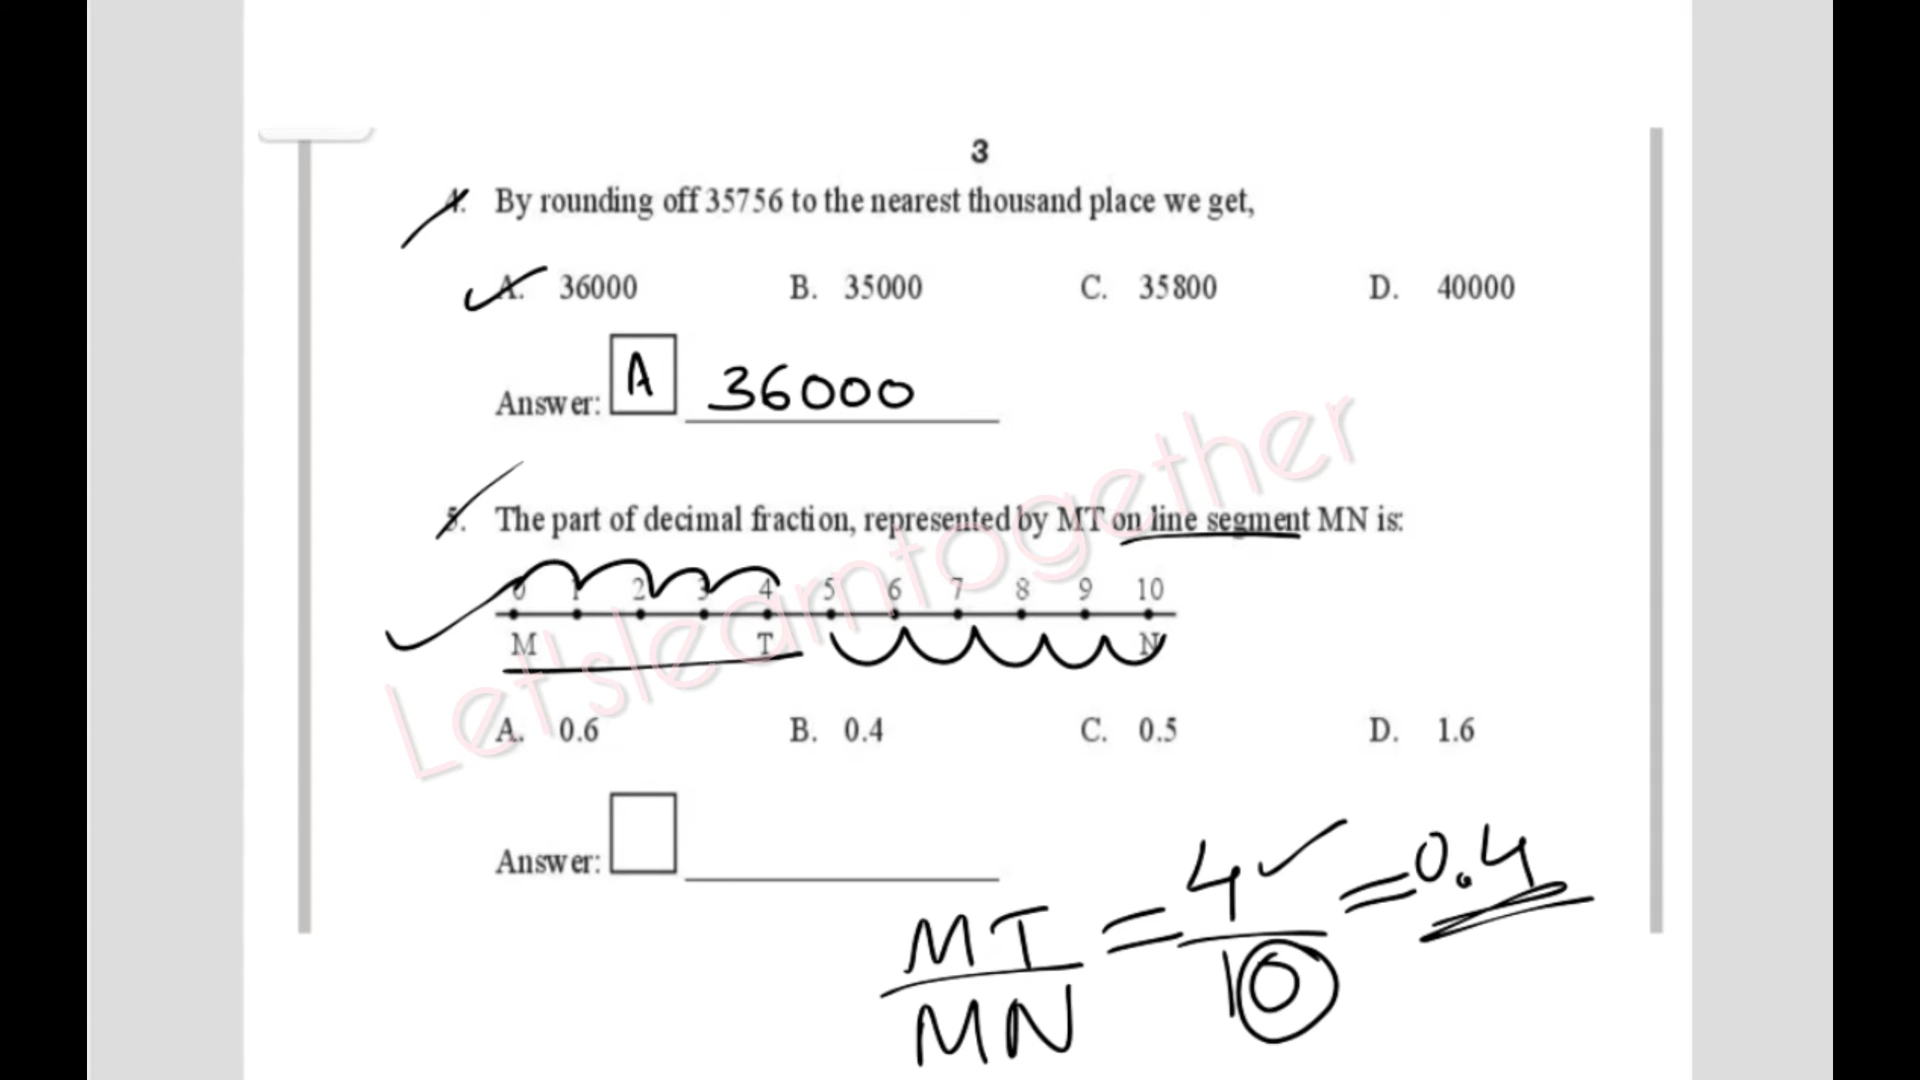 3
4. By rounding off 35756 to the nearest thousand place we get,
A. 36000 B. 35000 C. 35800 D. 40000
Answer: A 36000
5. The part of decimal fraction, represented by MT on line segment MN is:
0 1 2 3 4 5 6 7 8 9 10
M T N
A. 0.6 B. 0.4 C. 0.5 D. 1.6
Answer:
MT/MN = 4/10 = 0.4
Let'slearntogether